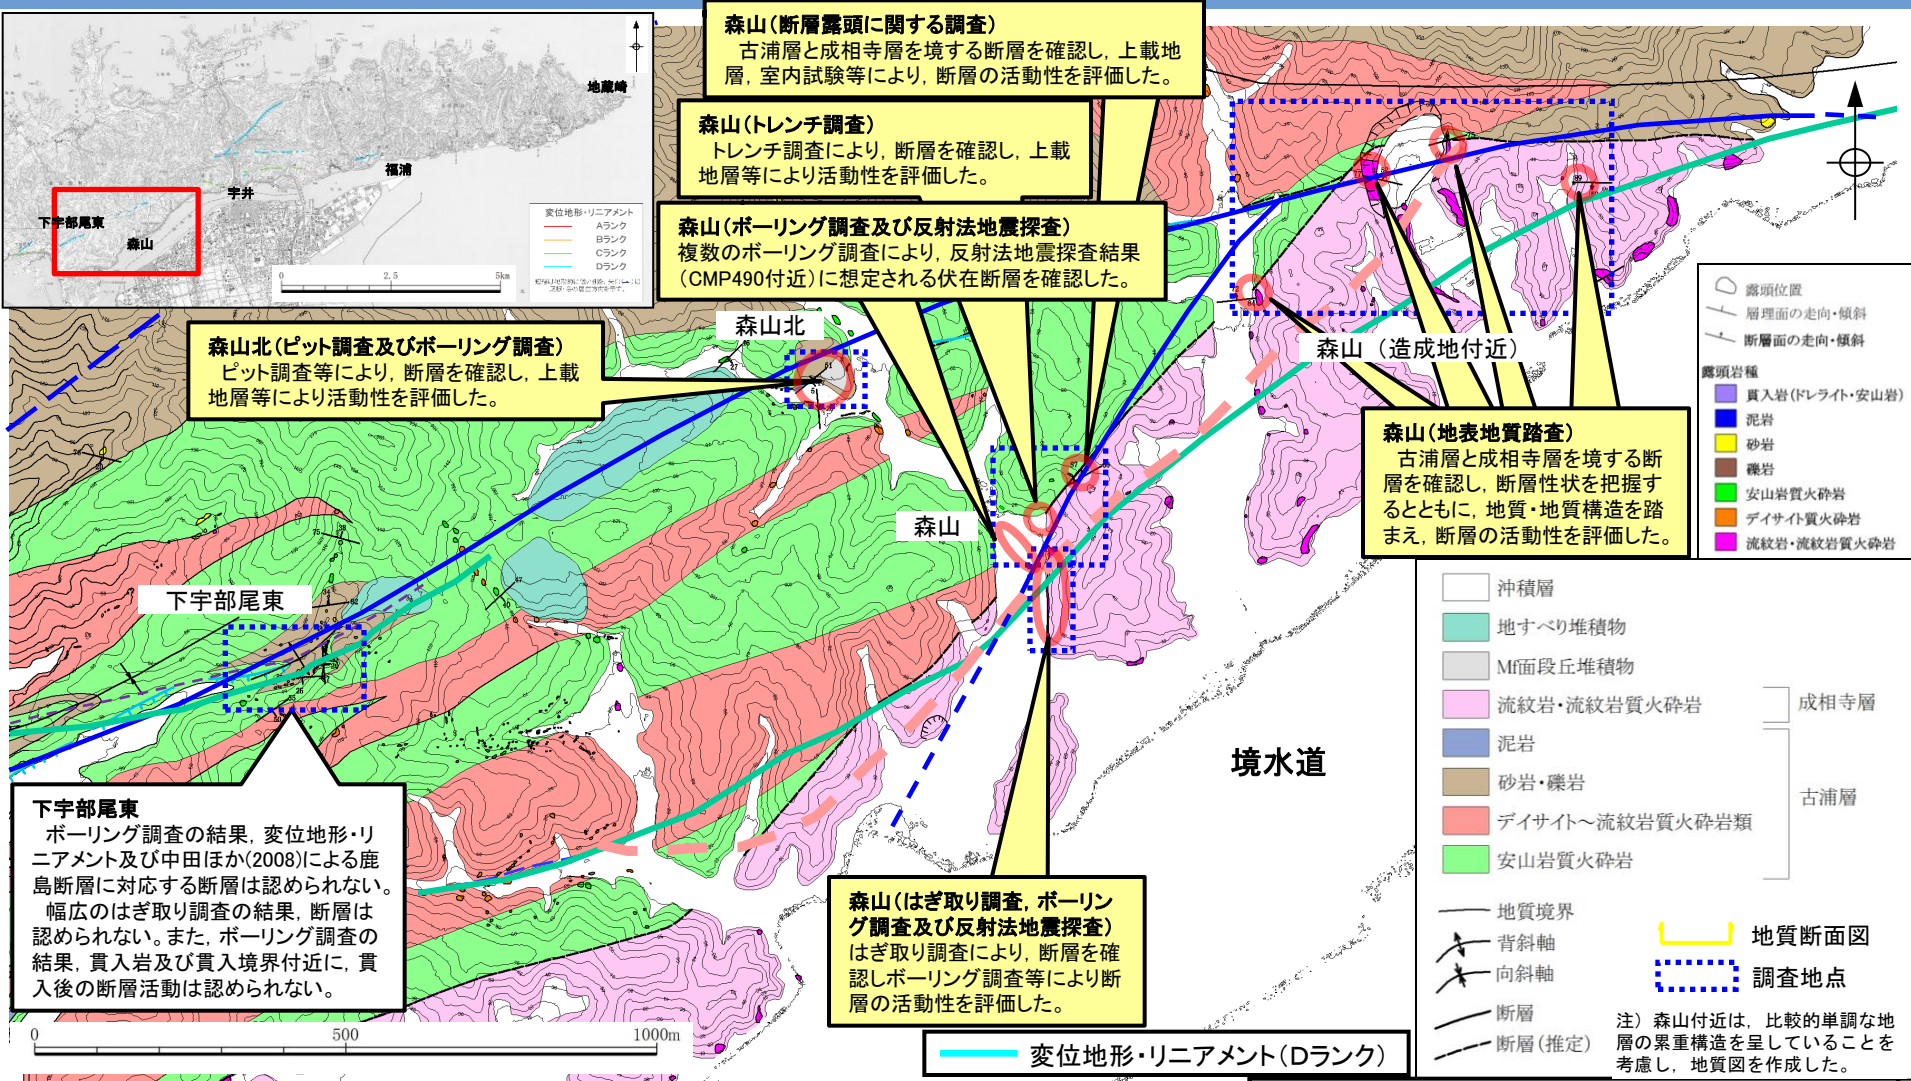 森山(断層露頭に関する調査)
古浦層と成相寺層を境する断層を確認し,上載地
層,室内試験等により,断層の活動性を評価した。
森山(トレンチ調査)
トレンチ調査により,断層を確認し,上載
地層等により活動性を評価した。
森山(ボーリング調査及び反射法地震探査)
複数のボーリング調査により,反射法地震探査結果
(CMP490付近)に想定される伏在断層を確認した。
地蔵崎
福浦
宇井
下宇部尾東
森山
変位地形・リニアメント
Aランク
Bランク
Cランク
Dランク
0 2.5 5km
森山北(ピット調査及びボーリング調査)
ピット調査等により,断層を確認し,上載
地層等により活動性を評価した。
森山北
森山(造成地付近)
森山
下宇部尾東
境水道
森山(地表地質踏査)
古浦層と成相寺層を境する断
層を確認し,断層性状を把握す
るとともに,地質・地質構造を踏
まえ,断層の活動性を評価した。
下宇部尾東
ボーリング調査の結果,変位地形・リ
ニアメント及び中田ほか(2008)による鹿
島断層に対応する断層は認められない。
幅広のはぎ取り調査の結果,断層は
認められない。また,ボーリング調査の
結果,貫入岩及び貫入境界付近に,貫
入後の断層活動は認められない。
森山(はぎ取り調査,ボーリン
グ調査及び反射法地震探査)
はぎ取り調査により,断層を確
認しボーリング調査等により断
層の活動性を評価した。
露頭位置
層理面の走向・傾斜
断層面の走向・傾斜
露頭岩種
貫入岩(ドレライト・安山岩)
泥岩
砂岩
礫岩
安山岩質火砕岩
デイサイト質火砕岩
流紋岩・流紋岩質火砕岩
沖積層
地すべり堆積物
Mf面段丘堆積物
流紋岩・流紋岩質火砕岩
成相寺層
泥岩
砂岩・礫岩
古浦層
デイサイト~流紋岩質火砕岩類
安山岩質火砕岩
地質境界
背斜軸
向斜軸
断層
断層(推定)
地質断面図
調査地点
注) 森山付近は,比較的単調な地
層の累重構造を呈していることを
考慮し,地質図を作成した。
0 500 1000m
変位地形・リニアメント(Dランク)